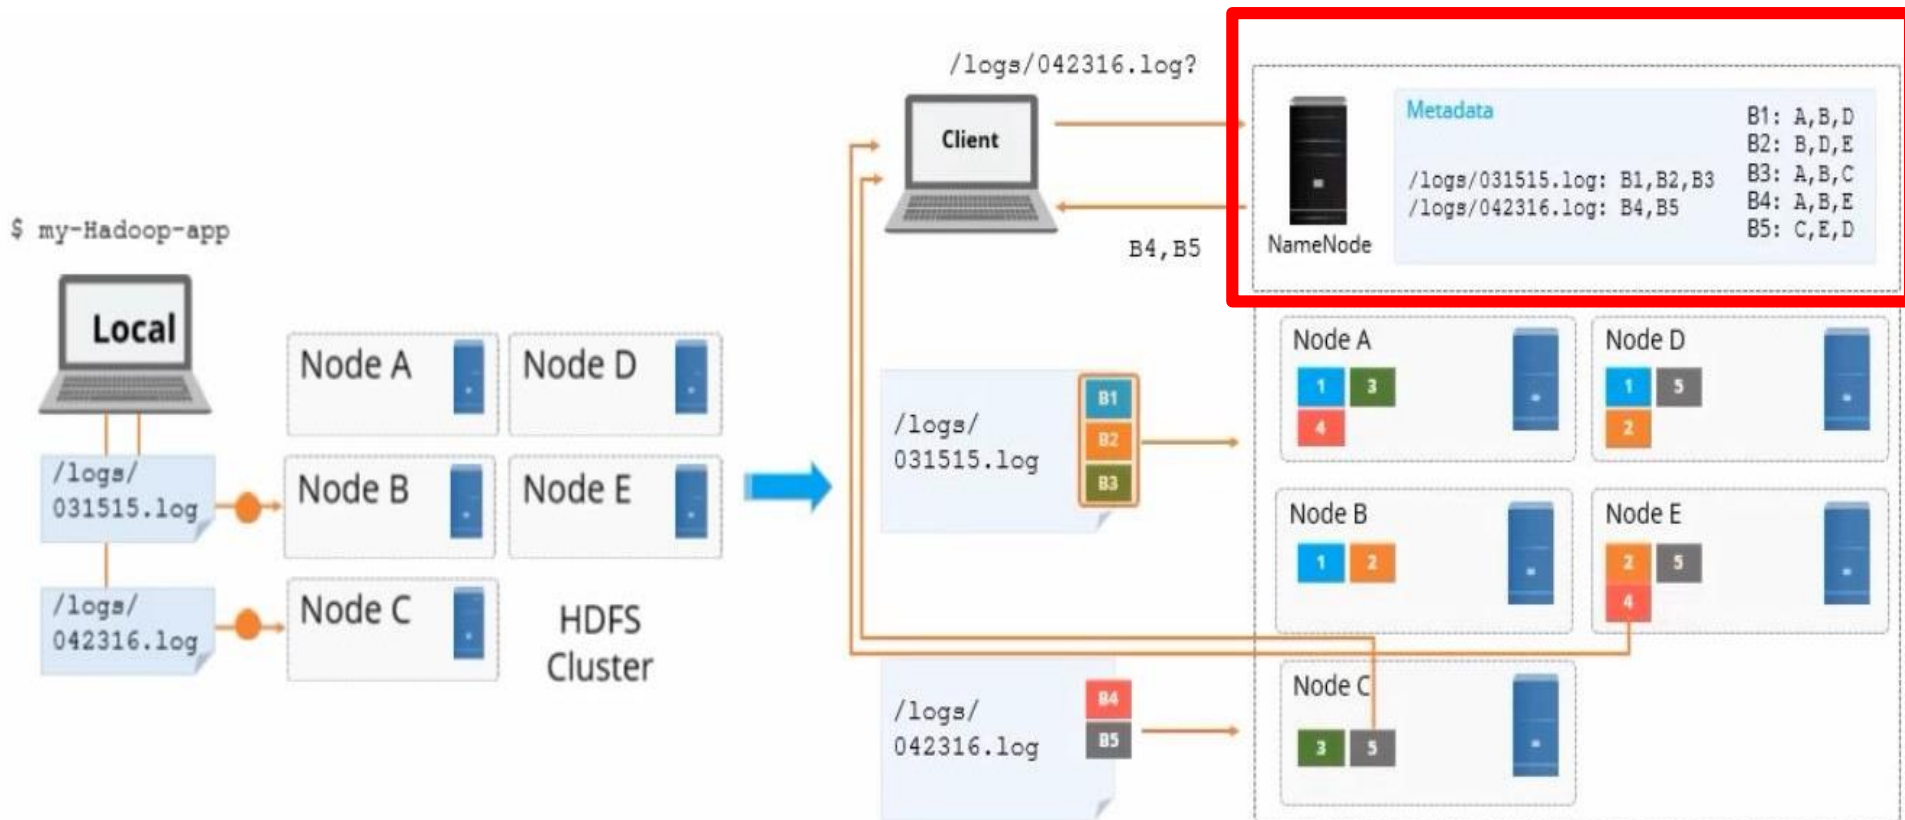 $ my-Hadoop-app
Local
/logs/
031515.log
/logs/
042316.log
Node A
Node D
Node B
Node E
Node C
HDFS
Cluster
/logs/042316.log?
Client
B4,B5
/logs/
031515.log
B1
B2
B3
/logs/
042316.log
B4
B5
NameNode
Metadata
/logs/031515.log: B1,B2,B3
/logs/042316.log: B4,B5
B1: A,B,D
B2: B,D,E
B3: A,B,C
B4: A,B,E
B5: C,E,D
Node A
1 3
4
Node D
1 5
2
Node B
1 2
Node E
2 5
4
Node C
3 5